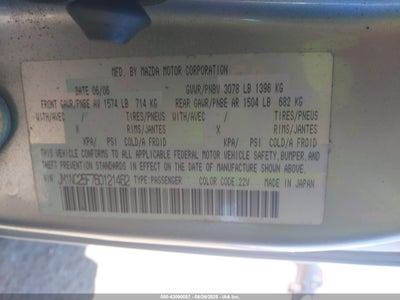 MFD. BY MAZDA MOTOR CORPORATION
DATE 06/06 GVWR/PNBV 3078 LB 1396 KG
FRONT GAWR/PNBE AV 1574 LB 714 KG REAR GAWR/PNBE AR 1504 LB 682 KG
WITH/AVEC / TIRES/PNEUS WITH/AVEC / TIRES/PNEUS
X RIMS/JANTES X RIMS/JANTES
KPA/ PSI COLD/A FROID KPA/ PSI COLD/A FROID
THIS VEHICLE CONFORMS TO ALL APPLICABLE FEDERAL MOTOR VEHICLE SAFETY, BUMPER, AND
THEFT PREVENTION STANDARDS IN EFFECT ON THE DATE OF MANUFACTURE SHOWN ABOVE.
VIN: JM1NC25F760121462 TYPE: PASSENGER COLOR CODE: 22V MADE IN JAPAN